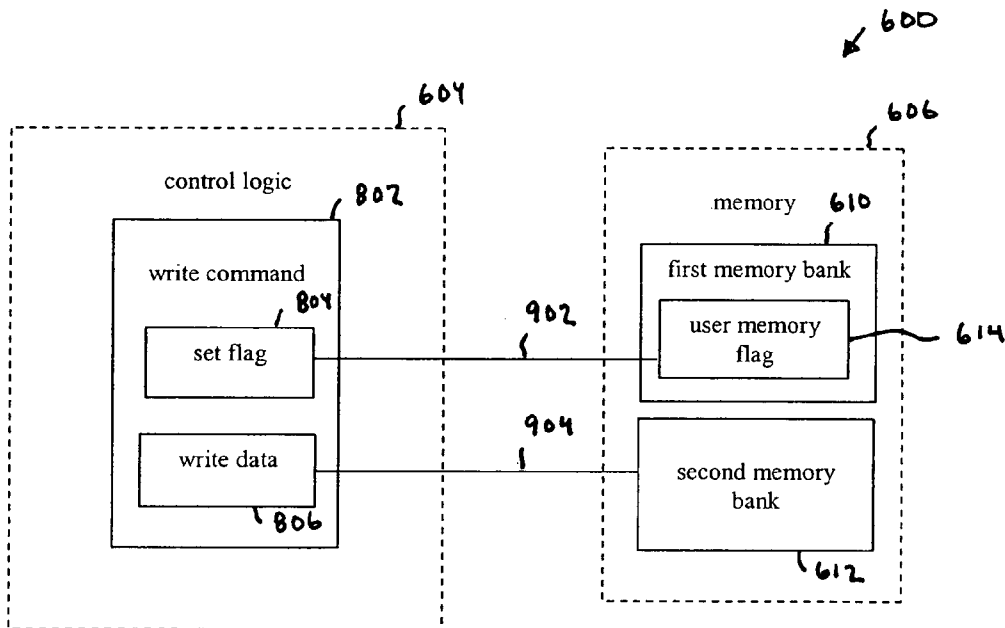 600
604
606
control logic
802
memory
610
write command
first memory bank
804
902
user memory
flag
614
set flag
904
write data
second memory
bank
806
612